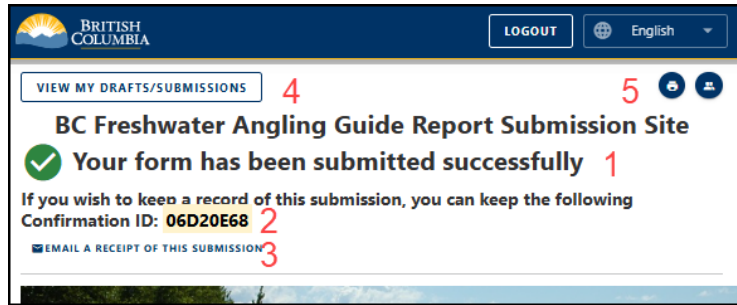 BRITISH
COLUMBIA
LOGOUT
English
VIEW MY DRAFTS/SUBMISSIONS 4
5
BC Freshwater Angling Guide Report Submission Site
Your form has been submitted successfully 1
If you wish to keep a record of this submission, you can keep the following
Confirmation ID: 06D20E68 2
EMAIL A RECEIPT OF THIS SUBMISSION 3